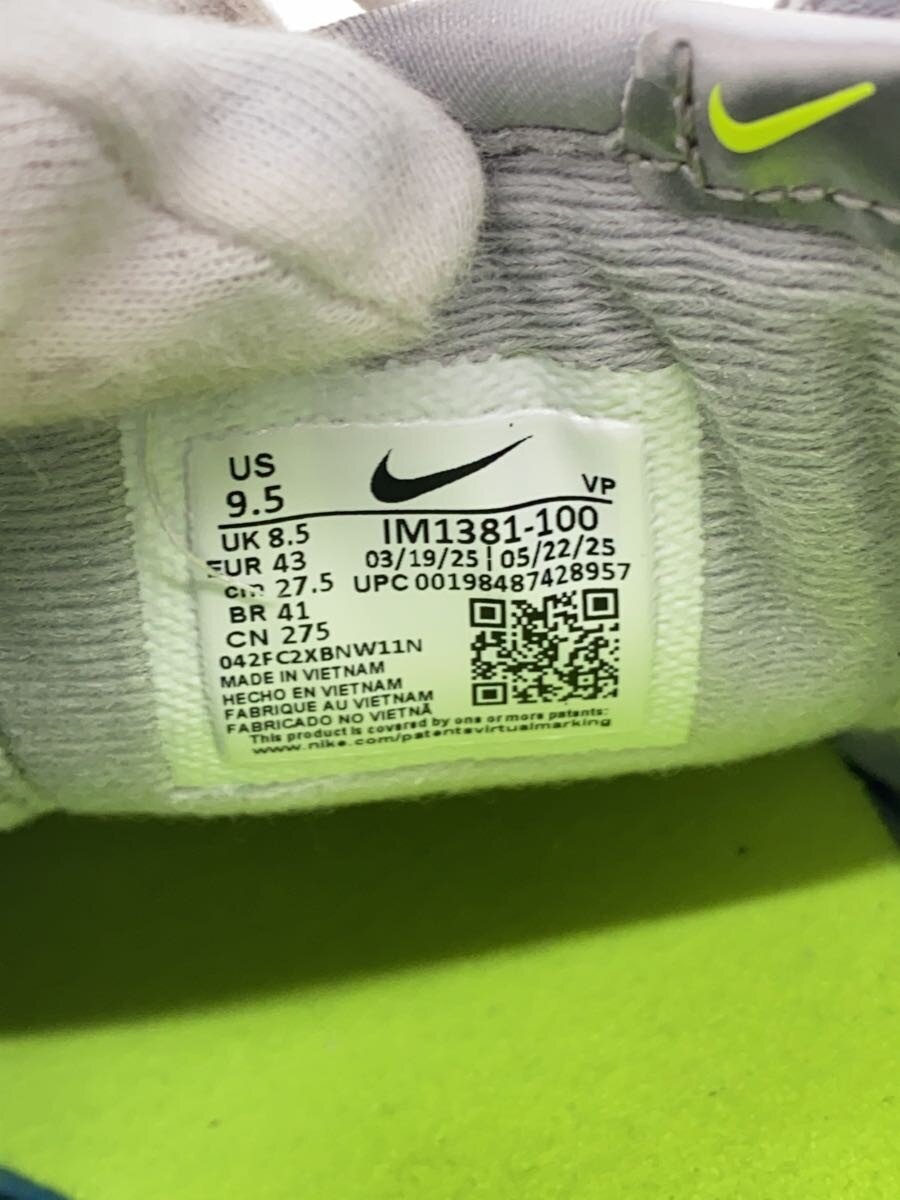 US
9.5
VP
UK 8.5
IM1381-100
EUR 43
03/19/25 | 05/22/25
cm 27.5
UPC 00198487428957
BR 41
CN 275
042FC2XBNW11N
MADE IN VIETNAM
HECHO EN VIETNAM
FABRIQUE AU VIETNAM
FABRICADO NO VIETNÃ
This product is covered by one or more patents:
www.nike.com/patentsvirtualmarking